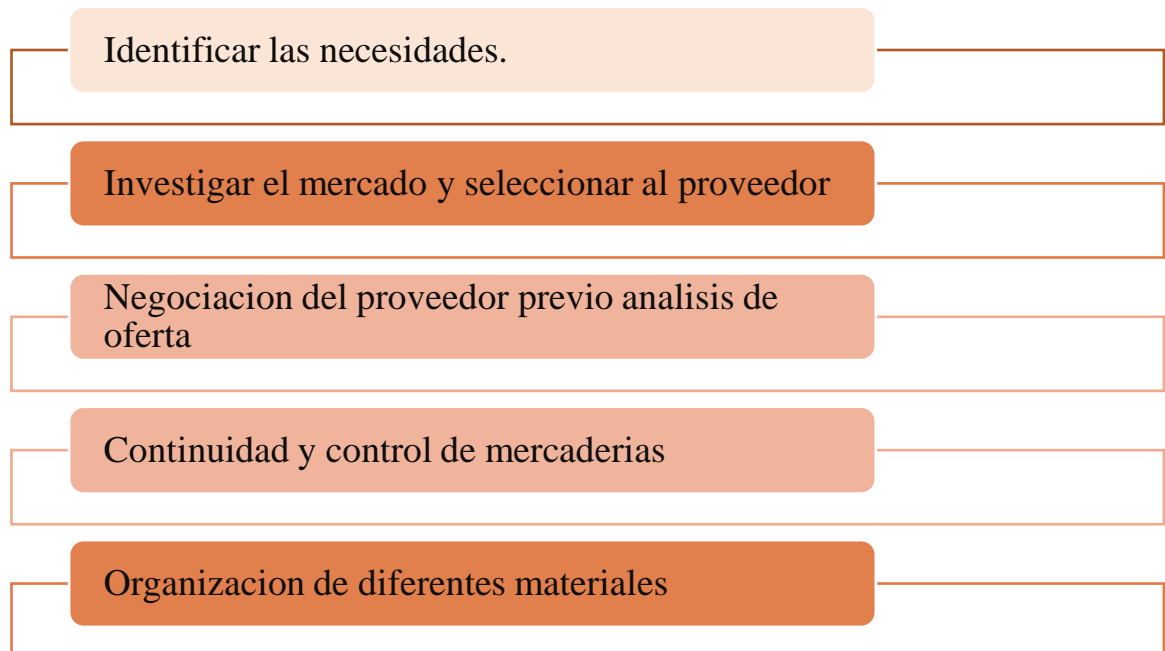 Identificar las necesidades.
Investigar el mercado y seleccionar al proveedor
Negociacion del proveedor previo analisis de
oferta
Continuidad y control de mercaderias
Organizacion de diferentes materiales